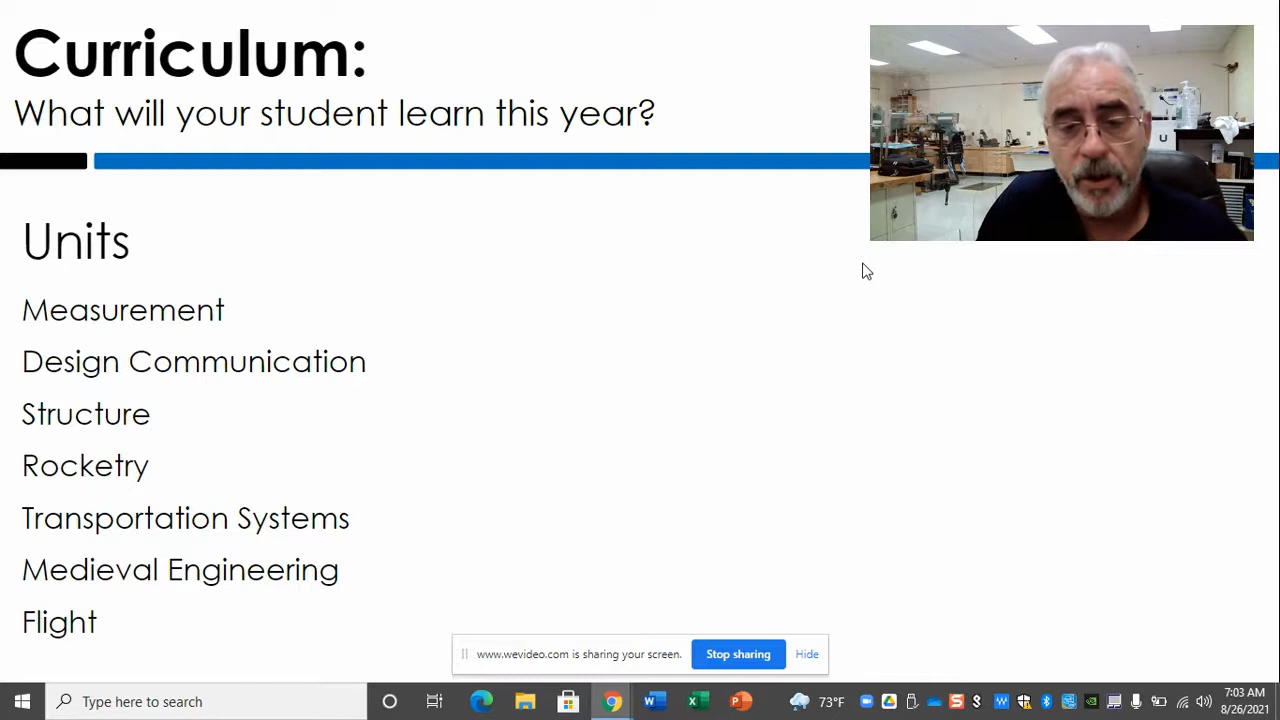 Curriculum:
What will your student learn this year?
Units
Measurement
Design Communication
Structure
Rocketry
Transportation Systems
Medieval Engineering
Flight
www.wevideo.com is sharing your screen. Stop sharing Hide
Type here to search
73°F
7:03 AM
8/26/2021